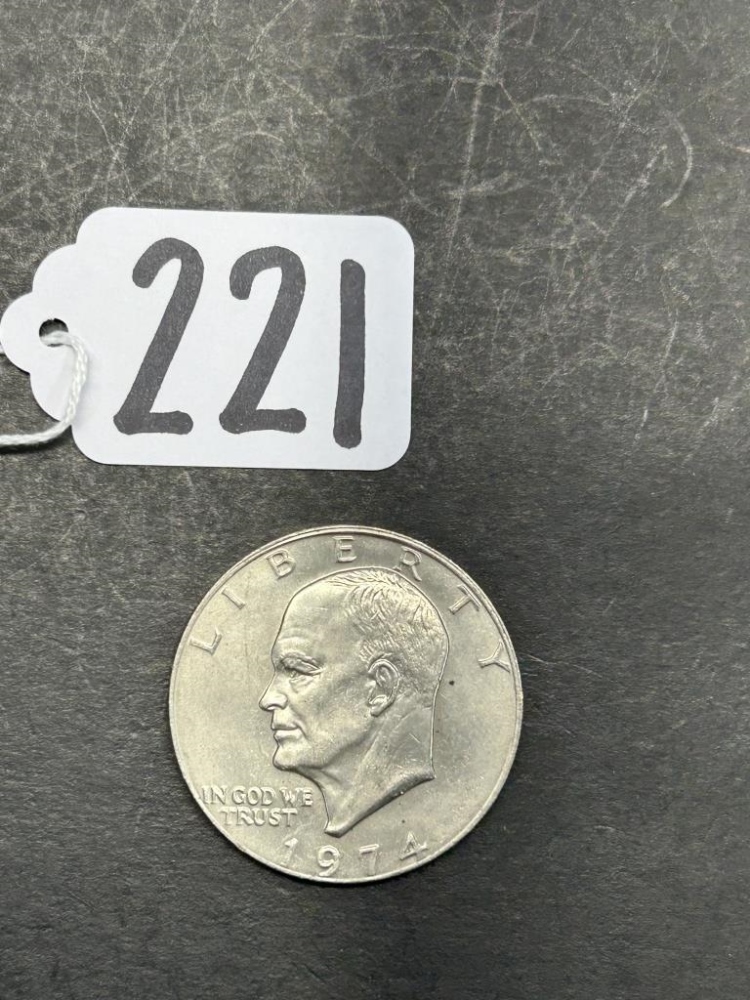 221
LIBERTY
IN GOD WE
TRUST
1974